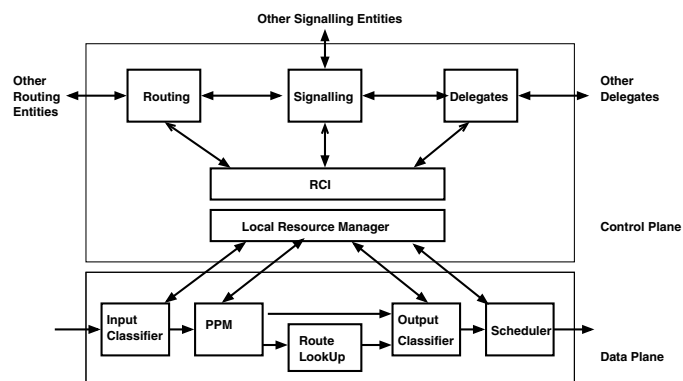 Other Signalling Entities
Other
Routing
Entities
Routing
Signalling
Delegates
Other
Delegates
RCI
Local Resource Manager
Control Plane
Input
Classifier
PPM
Route
LookUp
Output
Classifier
Scheduler
Data Plane